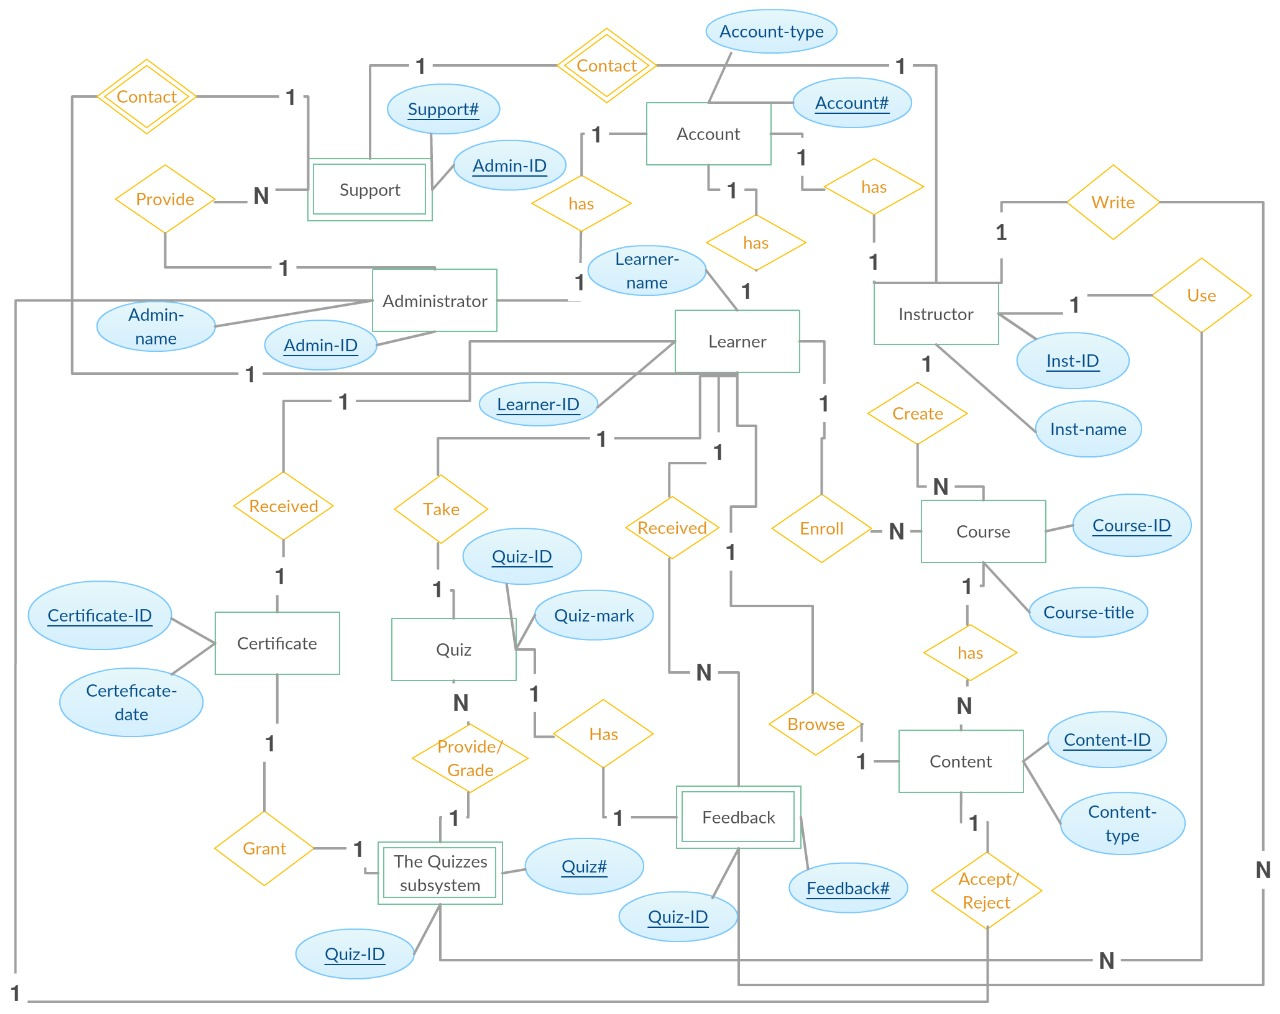 Account-type
1
Contact
1
Contact
1
Support#
Account#
Account
1
1
Admin-ID
Support
Provide
N
has
1
has
Write
has
1
1
Learner-
name
1
1
1
1
Use
Administrator
Admin-
name
Admin-ID
Learner
Instructor
1
Inst-ID
1
1
Learner-ID
1
1
Create
Inst-name
1
1
N
Received
Take
Received
Enroll
N
Course
Course-ID
1
Quiz-ID
1
1
1
Certificate-ID
Quiz-mark
Course-title
Certificate
Quiz
has
Certeficate-
date
N
1
N
N
1
Provide/
Grade
Has
Browse
1
Content
Content-ID
1
1
Feedback
1
Content-
type
Grant
1
The Quizzes
subsystem
Quiz#
Feedback#
Accept/
Reject
N
Quiz-ID
Quiz-ID
N
1